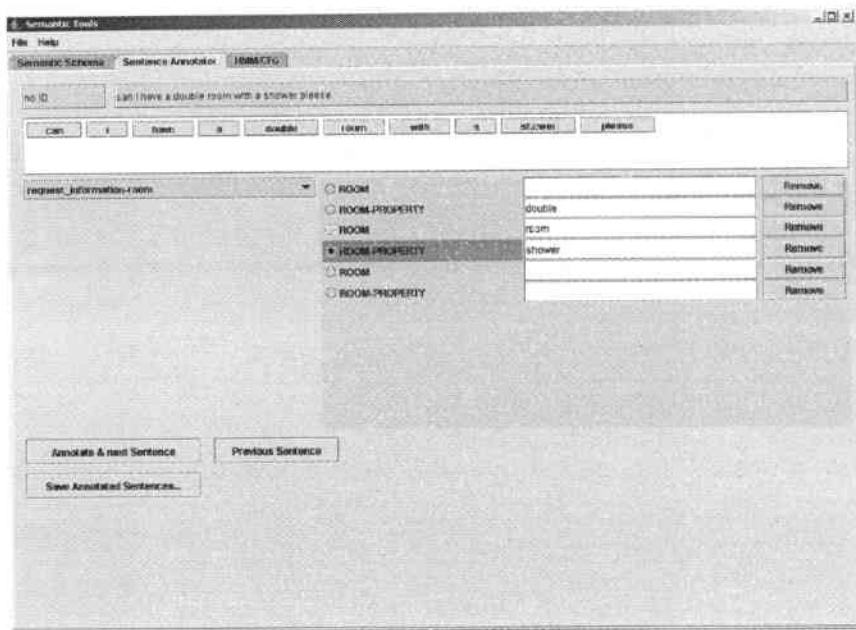 Semantic Tools
File Help
Semantic Schema Sentence Annotator HMM/CFG
no ID can I have a double room with a shower please
can i have a double room with a shower please
request_information-room ROOM Remove
ROOM-PROPERTY double Remove
ROOM room Remove
ROOM-PROPERTY shower Remove
ROOM Remove
ROOM-PROPERTY Remove
Annotate & next Sentence Previous Sentence
Save Annotated Sentences...